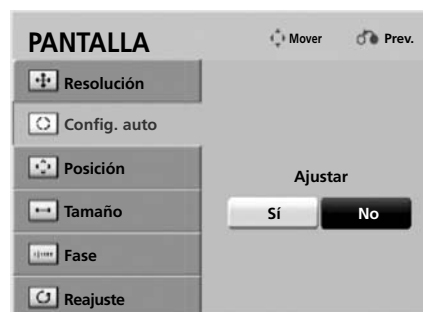 PANTALLA
Mover
Prev.
Resolución
Config. auto
Posición
Tamaño
Fase
Reajuste
Ajustar
Sí
No